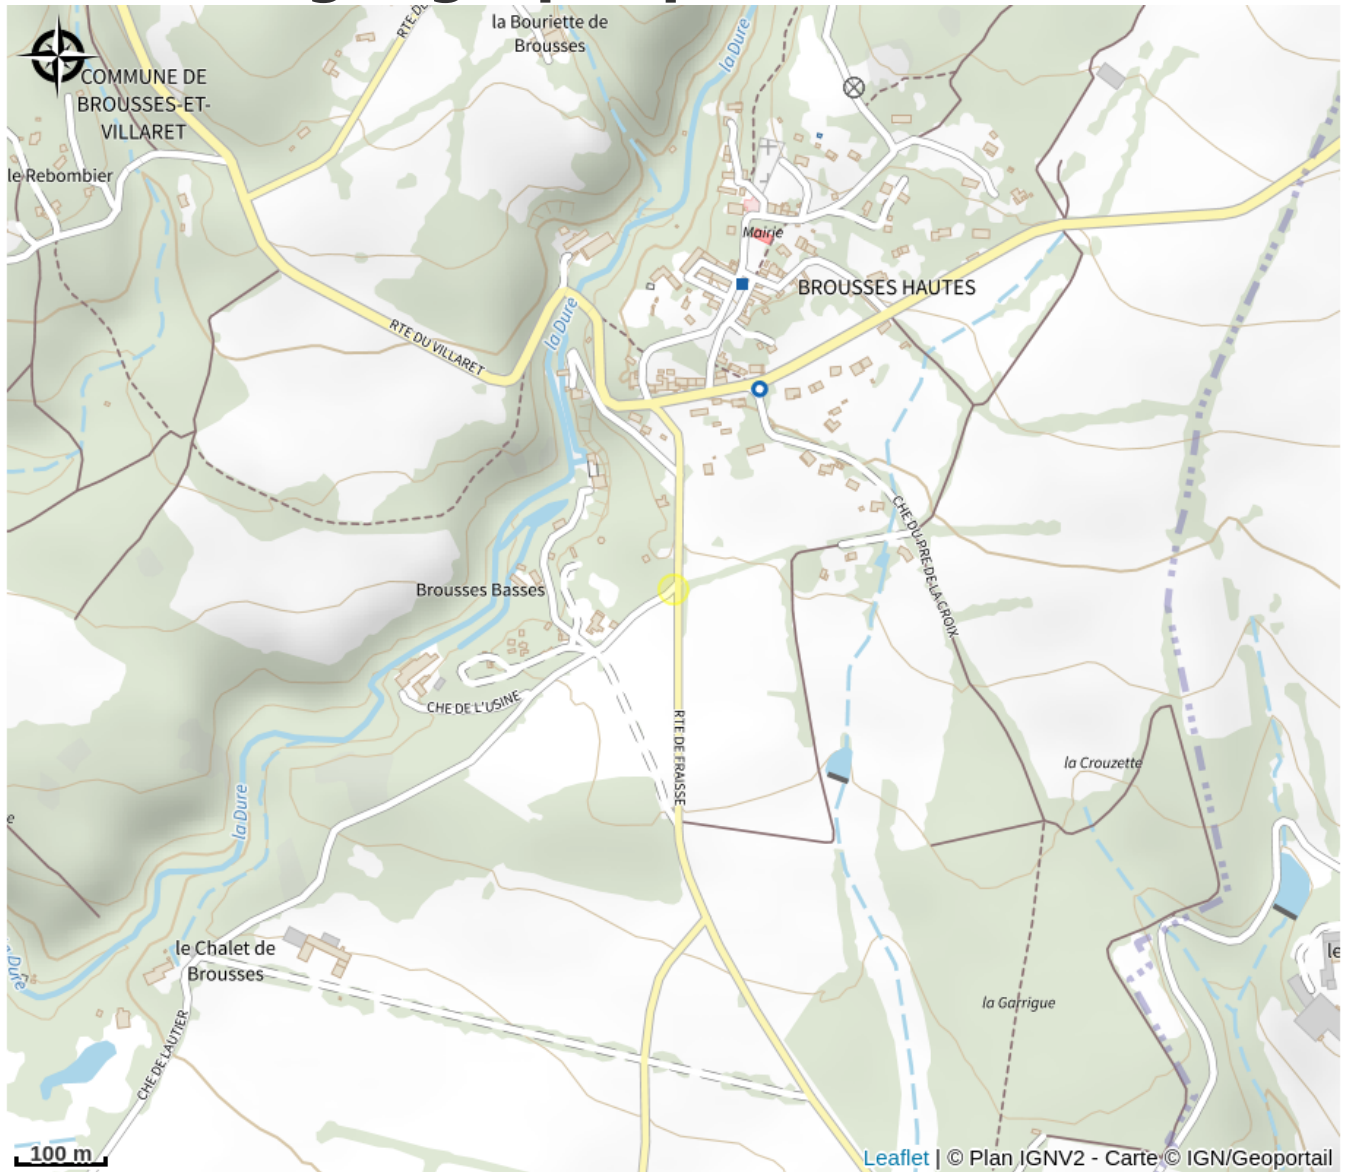 la Bouriette de
Brousses
la Dure
RTE DE
COMMUNE DE
BROUSSES-ET-
VILLARET
le Rebombier
Mairie
BROUSSES HAUTES
la Dure
RTE DU VILLARET
CHE DU PRE DE LA CROIX
Brousses Basses
CHE DE L'USINE
RTE DE FRAISSE
la Crouzette
la Dure
e
le Chalet de
Brousses
la Dure
le
la Garrigue
CHE DE LAUTIER
100 m
Leaflet | © Plan IGNV2 - Carte © IGN/Geoportail